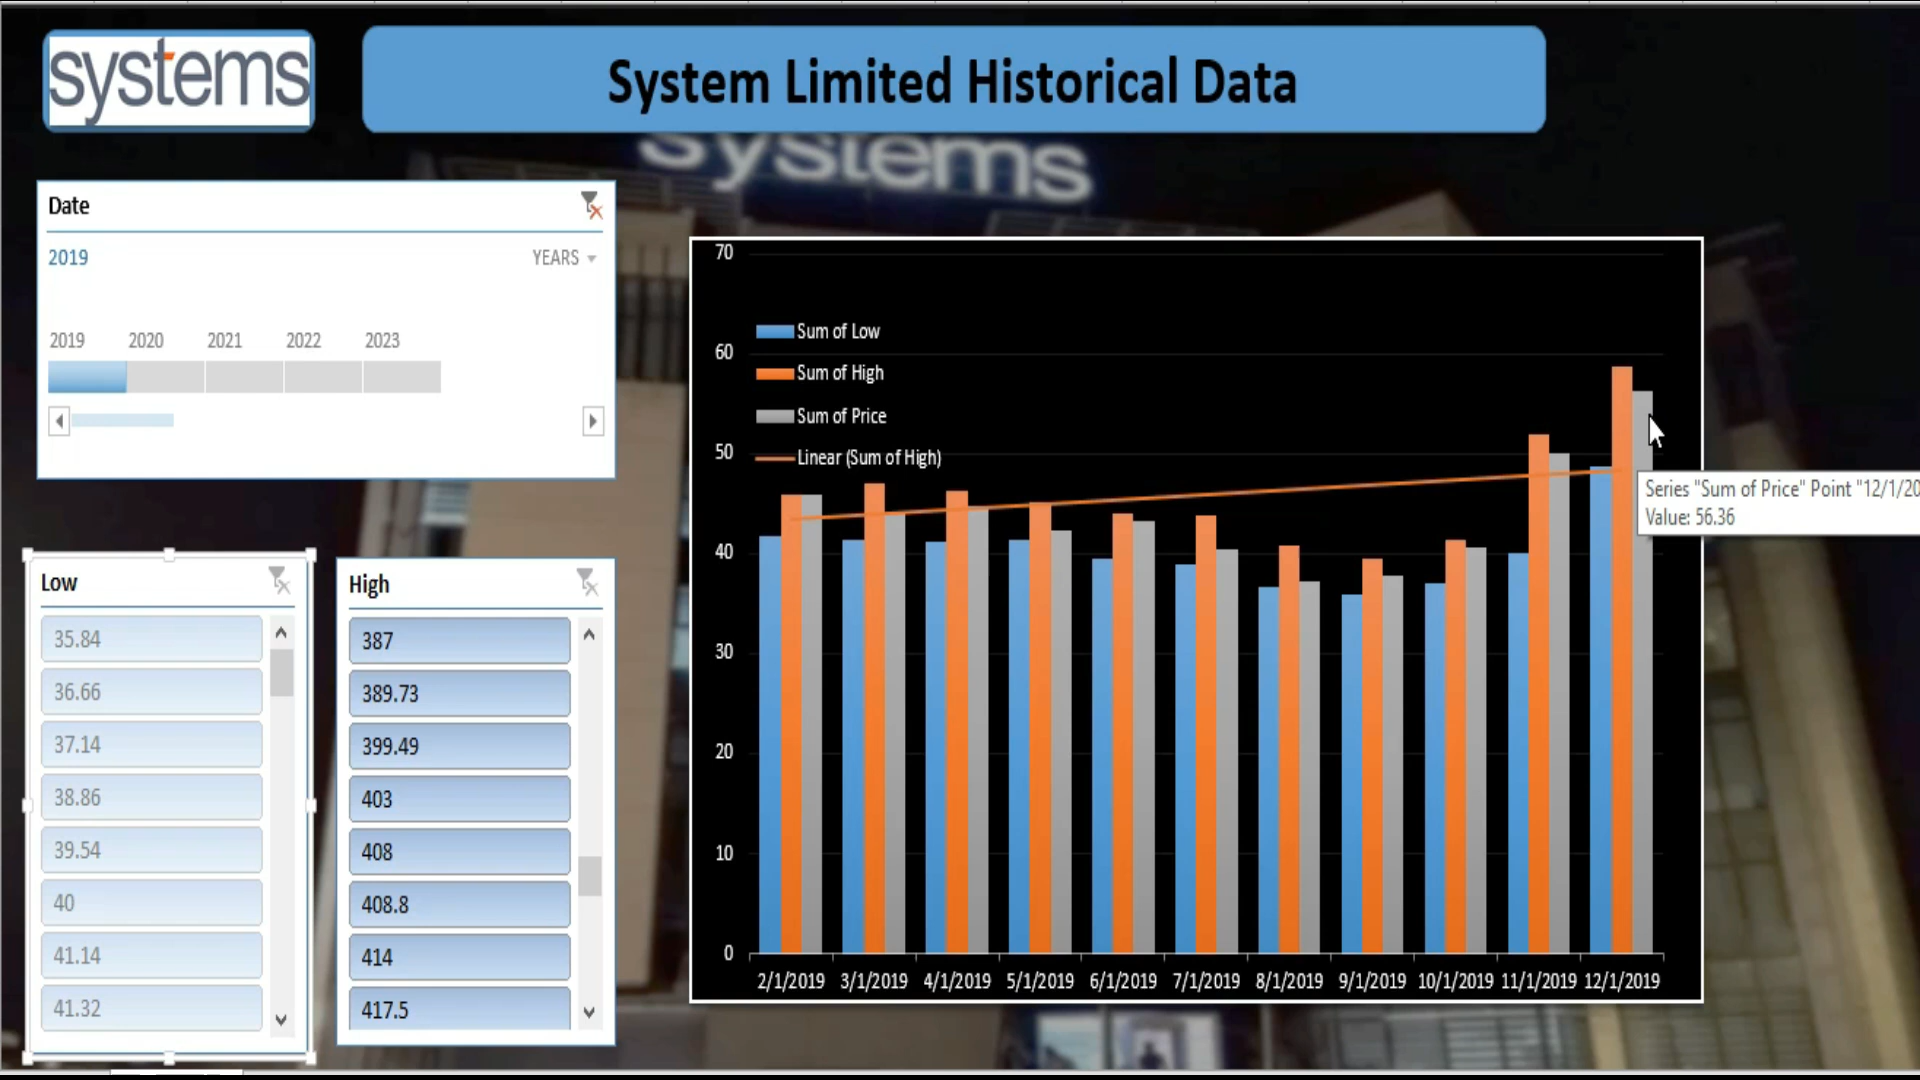 systems
System Limited Historical Data
systems
Date
2019
YEARS
2019 2020 2021 2022 2023
Low
35.84
36.66
37.14
38.86
39.54
40
41.14
41.32
High
387
389.73
399.49
403
408
408.8
414
417.5
70
60
50
40
30
20
10
0
Sum of Low
Sum of High
Sum of Price
Linear (Sum of High)
Series "Sum of Price" Point "12/1/20
Value: 56.36
2/1/2019 3/1/2019 4/1/2019 5/1/2019 6/1/2019 7/1/2019 8/1/2019 9/1/2019 10/1/2019 11/1/2019 12/1/2019